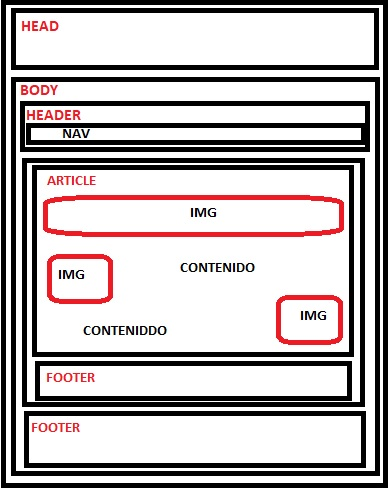 HEAD
BODY
HEADER
NAV
ARTICLE
IMG
IMG
CONTENIDO
IMG
CONTENIDDO
FOOTER
FOOTER